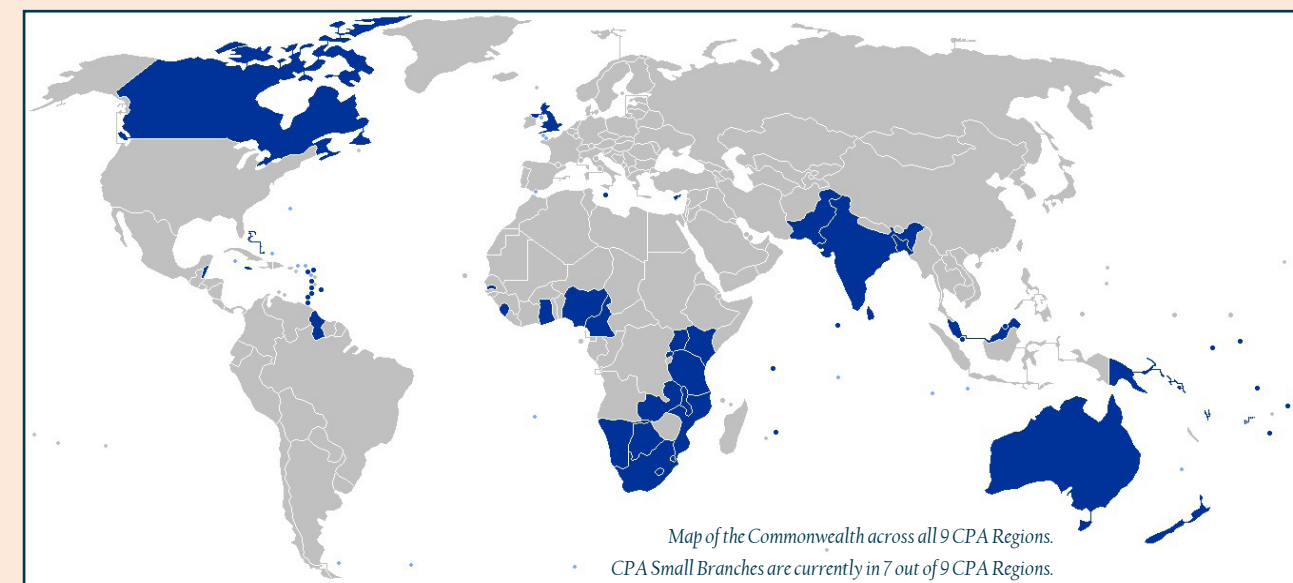 Map of the Commonwealth across all 9 CPA Regions.
CPA Small Branches are currently in 7 out of 9 CPA Regions.